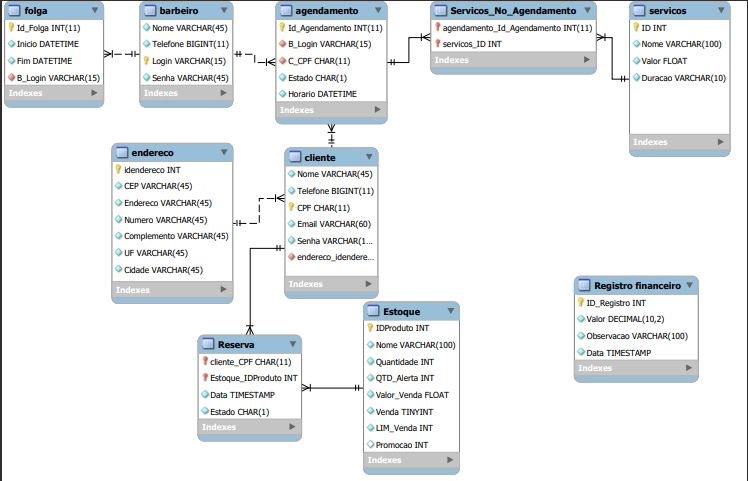 folga
Id_Folga INT(11)
Inicio DATETIME
Fim DATETIME
B_Login VARCHAR(15)
Indexes
barbeiro
Nome VARCHAR(45)
Telefone BIGINT(11)
Login VARCHAR(15)
Senha VARCHAR(45)
Indexes
agendamento
Id_Agendamento INT(11)
B_Login VARCHAR(15)
C_CPF CHAR(11)
Estado CHAR(1)
Horario DATETIME
Indexes
Servicos_No_Agendamento
agendamento_Id_Agendamento INT(11)
servicos_ID INT
Indexes
servicos
ID INT
Nome VARCHAR(100)
Valor FLOAT
Duracao VARCHAR(10)
Indexes
endereco
idendereco INT
CEP VARCHAR(45)
Endereco VARCHAR(45)
Numero VARCHAR(45)
Complemento VARCHAR(45)
UF VARCHAR(45)
Cidade VARCHAR(45)
Indexes
cliente
Nome VARCHAR(45)
Telefone BIGINT(11)
CPF CHAR(11)
Email VARCHAR(60)
Senha VARCHAR(1...
endereco_idendere...
Indexes
Reserva
cliente_CPF CHAR(11)
Estoque_IDProduto INT
Data TIMESTAMP
Estado CHAR(1)
Indexes
Estoque
IDProduto INT
Nome VARCHAR(100)
Quantidade INT
QTD_Alerta INT
Valor_Venda FLOAT
Venda TINYINT
LIM_Venda INT
Promocao INT
Indexes
Registro financeiro
ID_Registro INT
Valor DECIMAL(10,2)
Observacao VARCHAR(100)
Data TIMESTAMP
Indexes